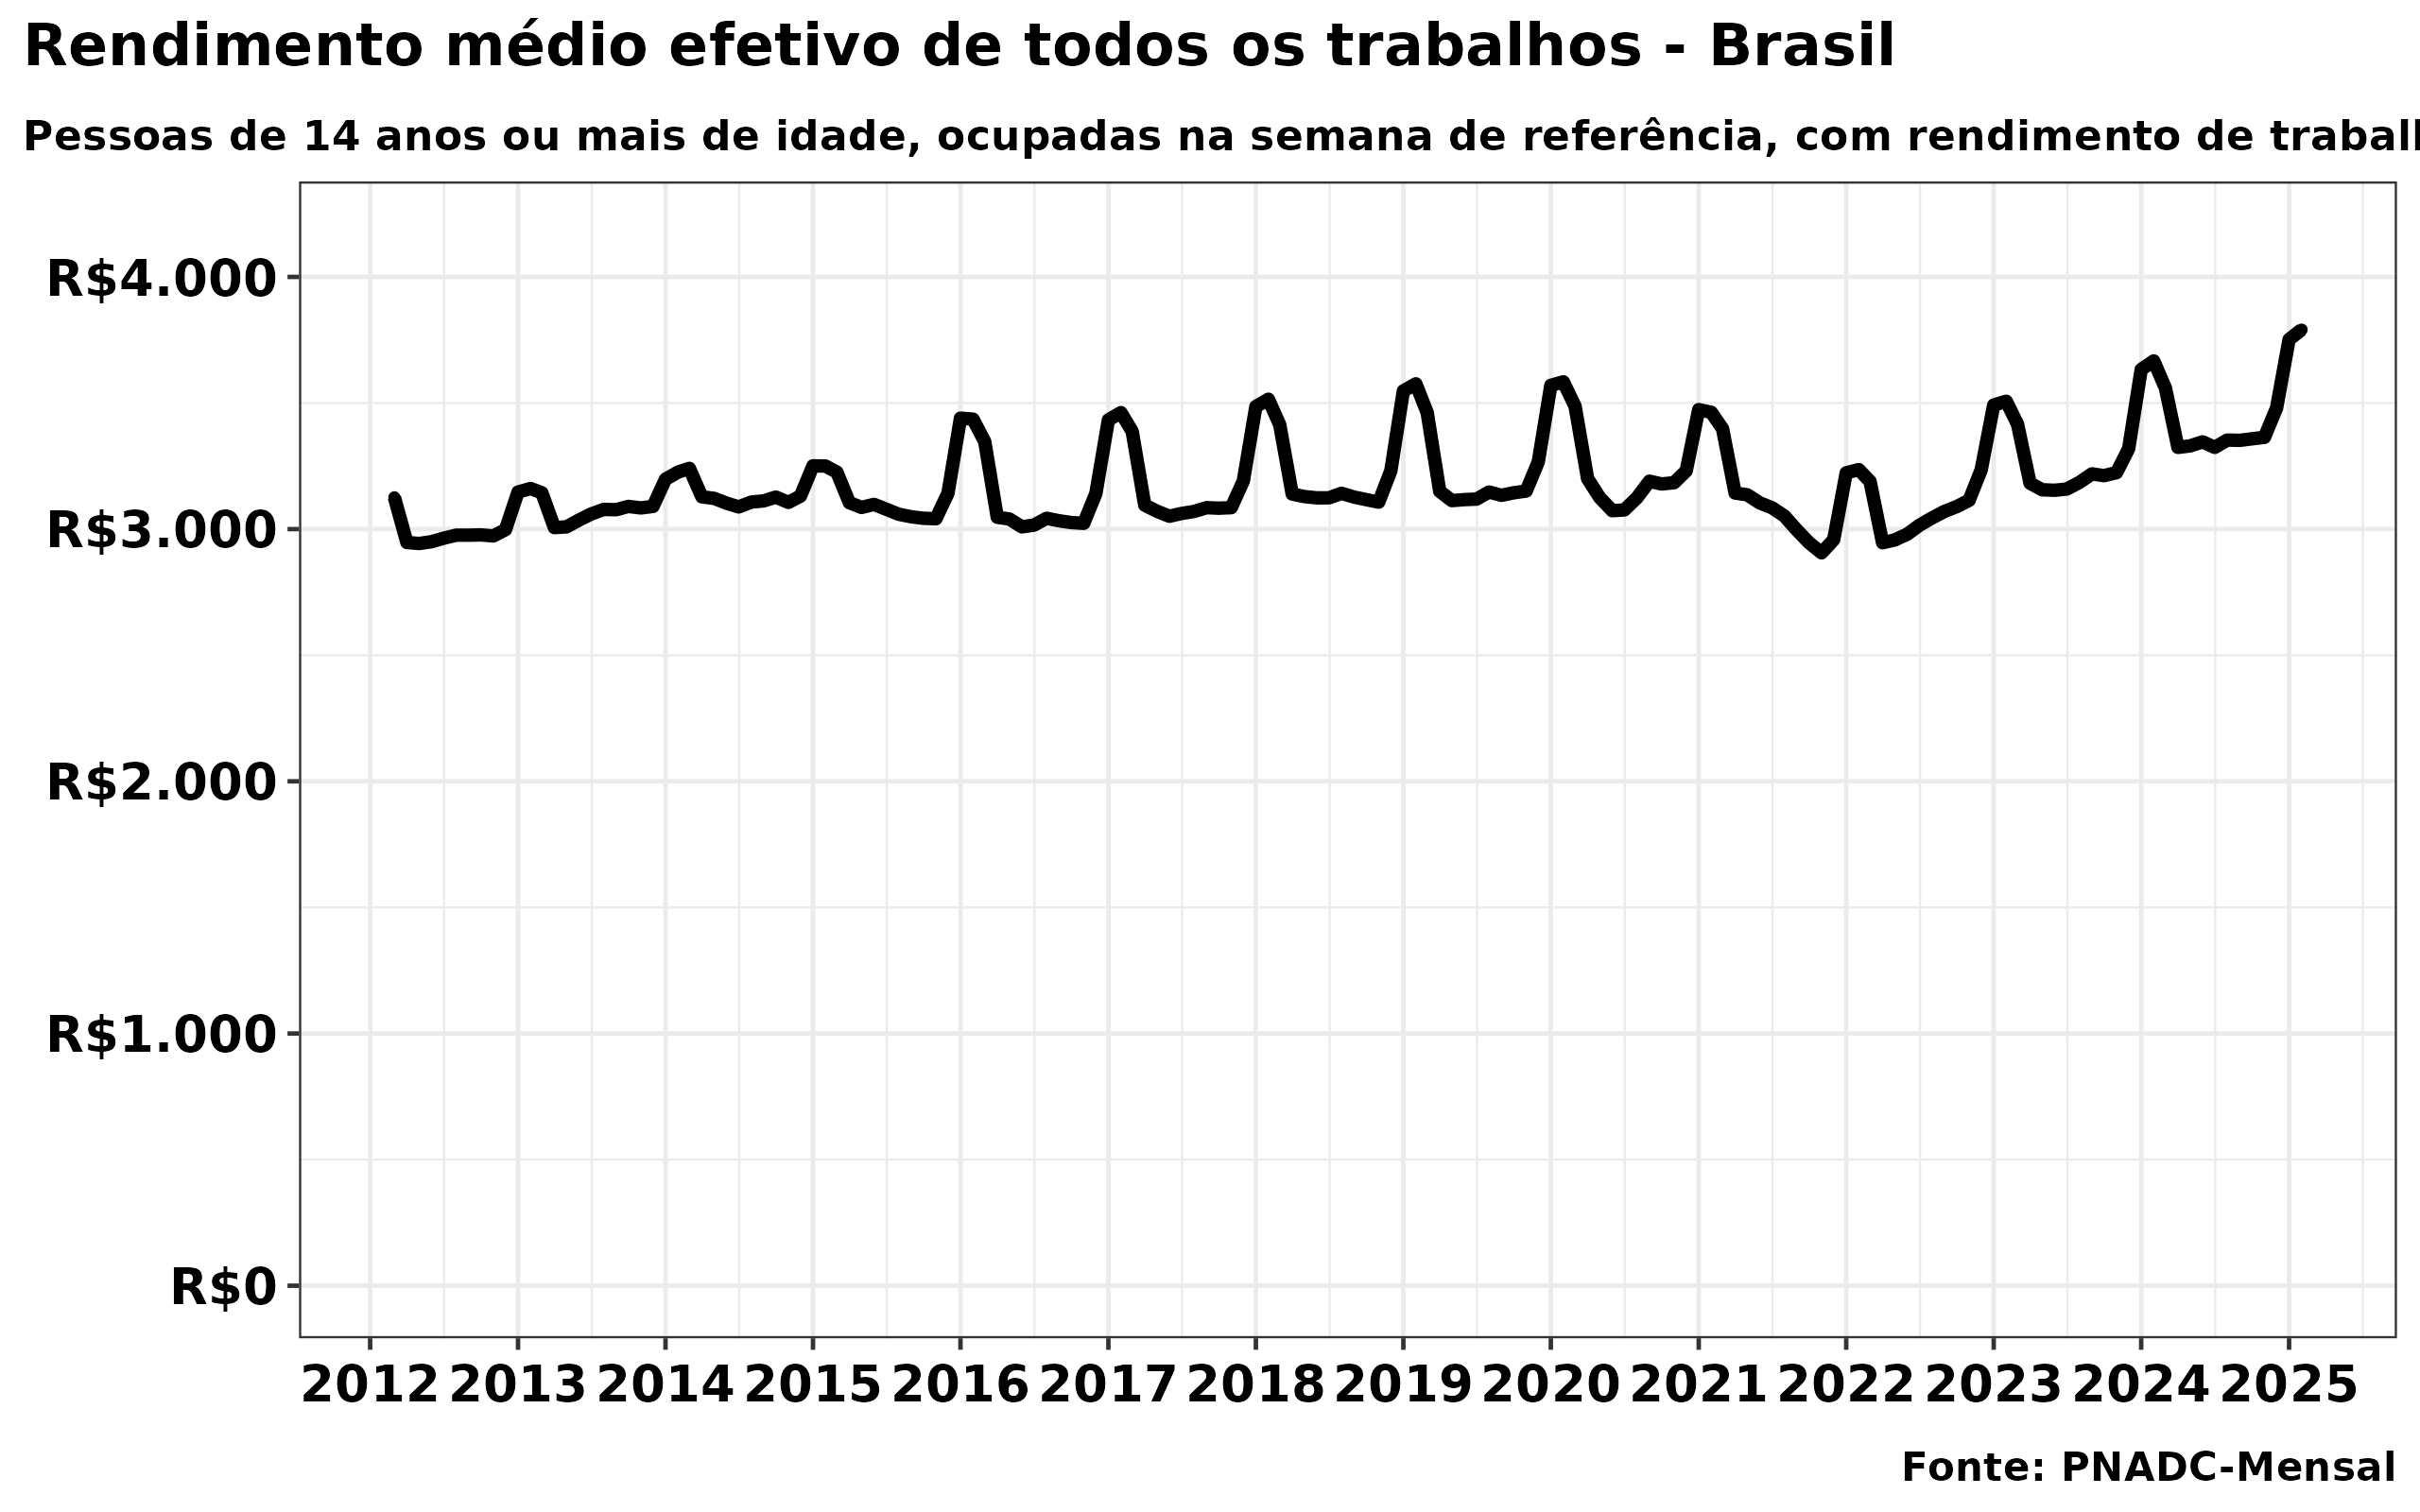 Rendimento médio efetivo de todos os trabalhos - Brasil
Pessoas de 14 anos ou mais de idade, ocupadas na semana de referência, com rendimento de
R$4.000
R$3.000
R$2.000
R$1.000
R$0
2012 2013 2014 2015 2016 2017 2018 2019 2020 2021 2022 2023 2024 2025
Fonte: PNADC-Mensal